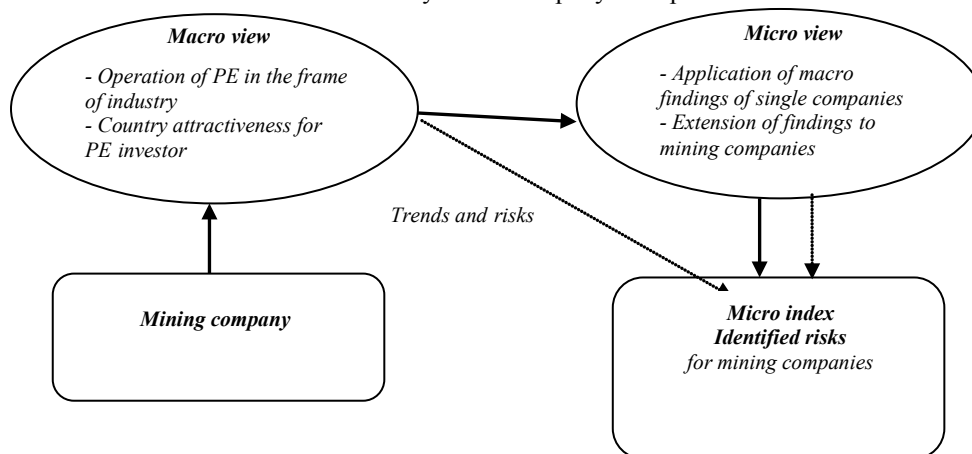 Macro view
- Operation of PE in the frame
of industry
- Country attractiveness for
PE investor
Micro view
- Application of macro
findings of single companies
- Extension of findings to
mining companies
Trends and risks
Mining company
Micro index
Identified risks
for mining companies